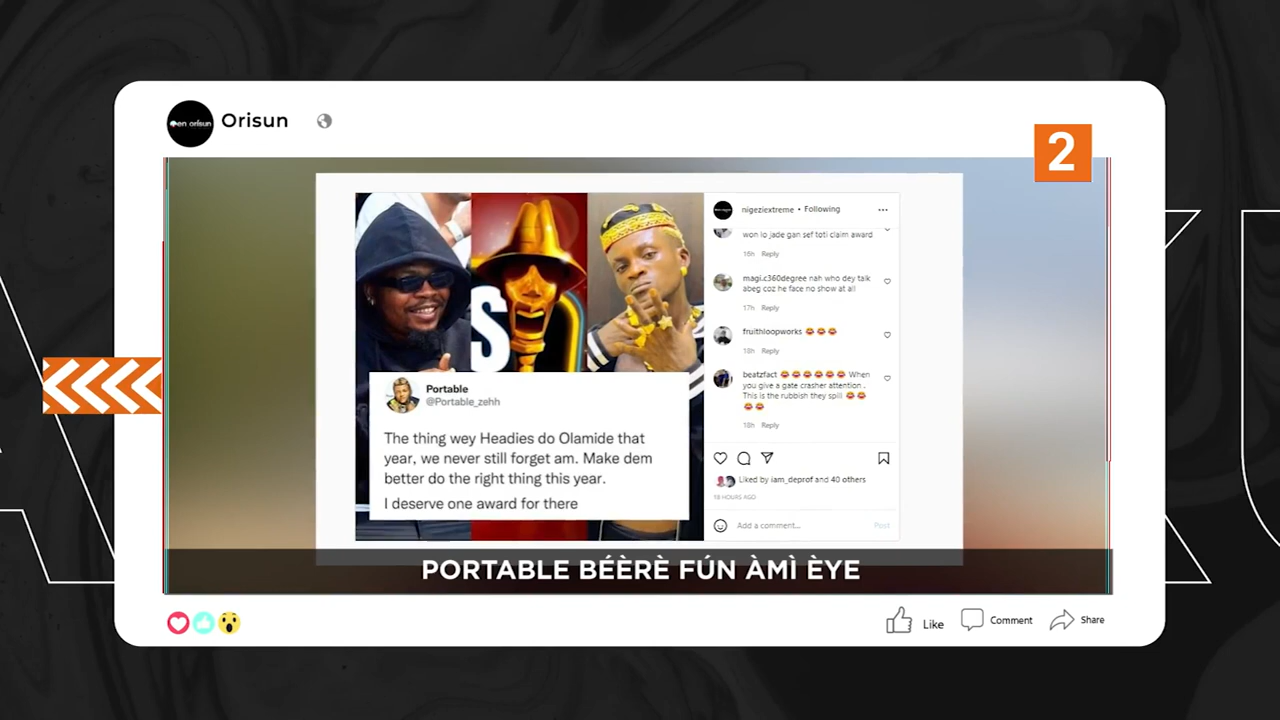 en orísun
Orisun
2
nigeziextreme • Following
won lo jade gan sef toti claim award
16h Reply
magi.c360degree nah who dey talk
abeg coz he face no show at all
17h Reply
fruithloopworks 😂😂😂
18h Reply
beatzfact 😂😂😂😂😂😂 When
you give a gate crasher attention .
This is the rubbish they spill 😂😂
😂😂
18h Reply
S
Portable
@Portable_zehh
The thing wey Headies do Olamide that
year, we never still forget am. Make dem
better do the right thing this year.
I deserve one award for there
Liked by iam_deprof and 40 others
18 HOURS AGO
Add a comment...
Post
PORTABLE BÉÈRÈ FÚN ÀMÌ ÈYE
Like
Comment
Share